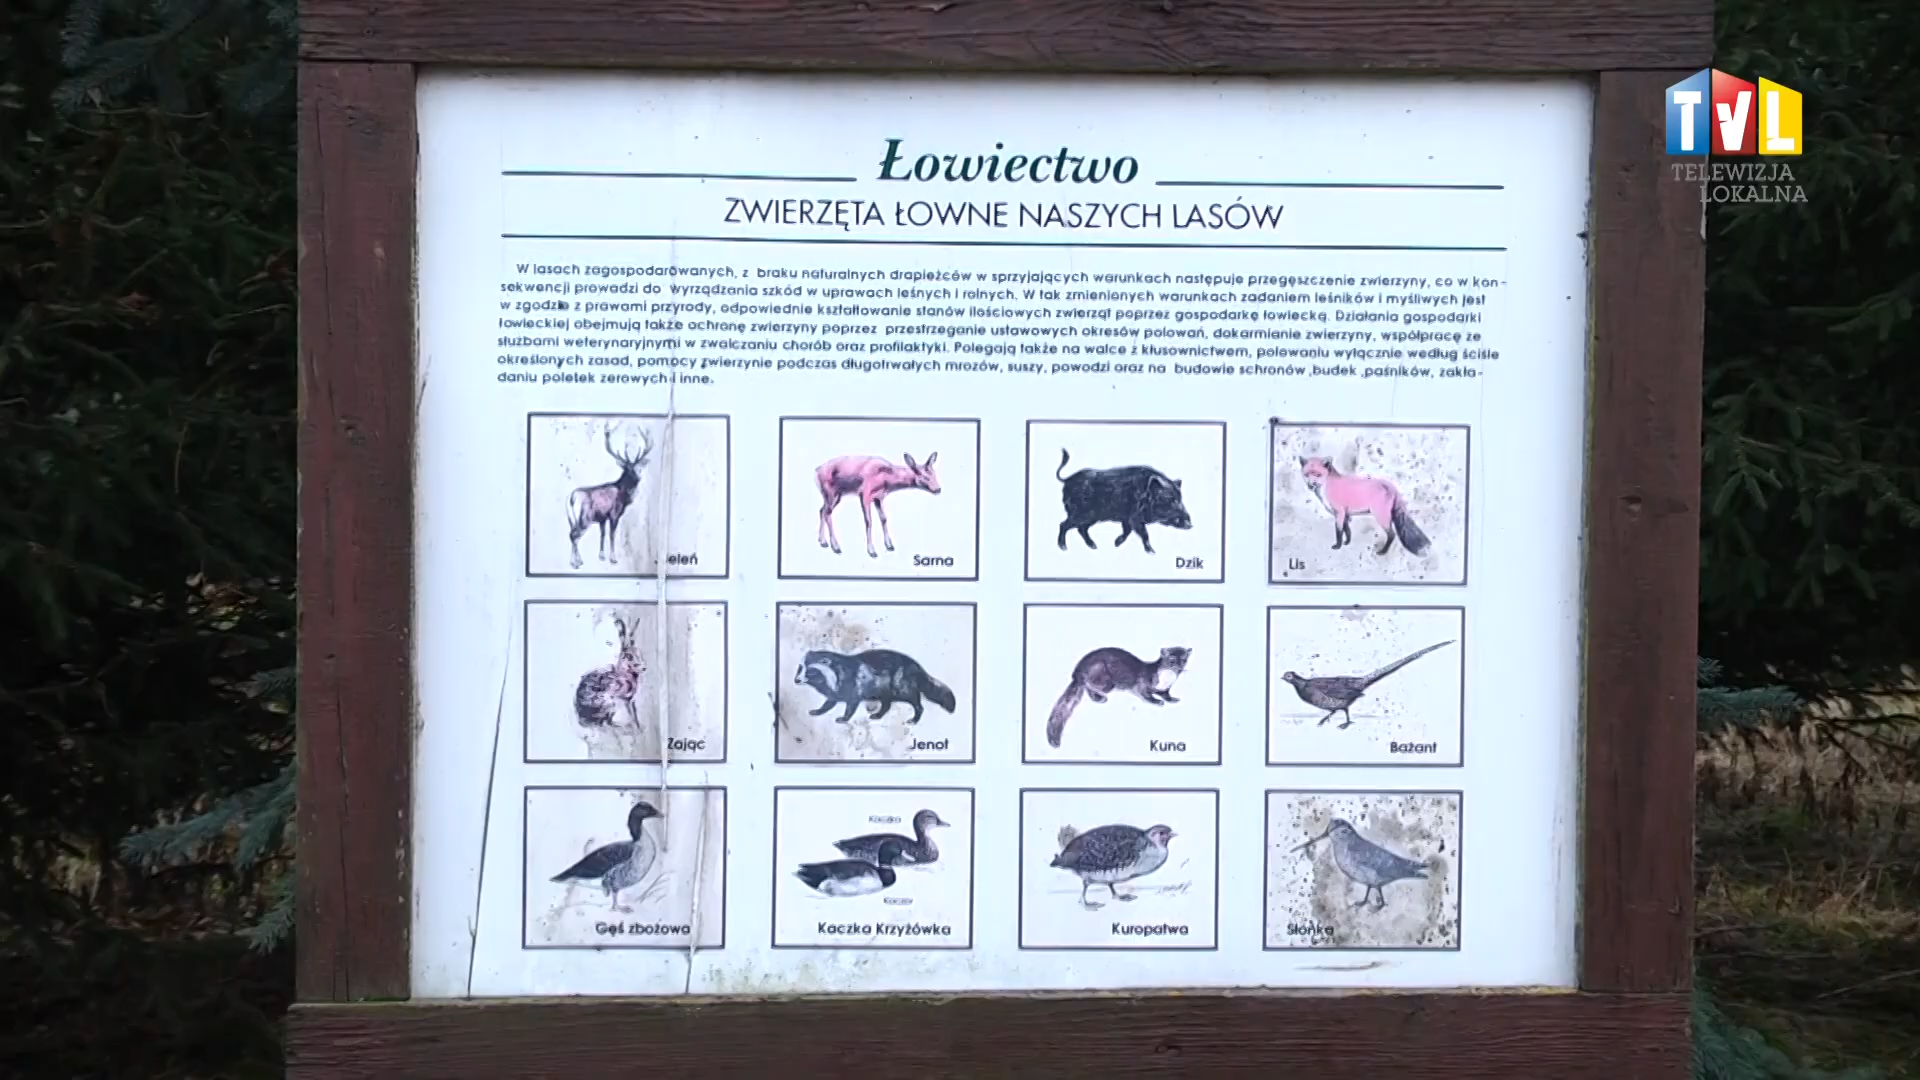 Łowiectwo
ZWIERZĘTA ŁOWNE NASZYCH LASÓW
W lasach zagospodarowanych, z braku naturalnych drapieżców w sprzyjających warunkach następuje przegęszczenie zwierzyny, co w kon-
sekwencji prowadzi do wyrządzania szkód w uprawach leśnych i rolnych. W tak zmienionych warunkach zadaniem leśników i myśliwych jest
w zgodzie z prawami przyrody, odpowiednie kształtowanie stanów ilościowych zwierząt poprzez gospodarkę łowiecką. Działania gospodarki
łowieckiej obejmują także ochronę zwierzyny poprzez przestrzeganie ustawowych okresów polowań, dokarmianie zwierzyny, współpracę ze
służbami weterynaryjnymi w zwalczaniu chorób oraz profilaktyki. Polegają także na walce z kłusownictwem, polowaniu wyłącznie według ściśle
określonych zasad, pomocy zwierzynie podczas długotrwałych mrozów, suszy, powodzi oraz na budowie schronów ,budek ,paśników, zakła-
daniu poletek żerowych i inne.
eleń
Sarna
Dzik
Lis
Zając
Jenot
Kuna
Bażant
Gęś zbożowa
Kaczka
Kaczor
Kaczka Krzyżówka
Kuropatwa
Słonka
TVL
TELEWIZJA
LOKALNA